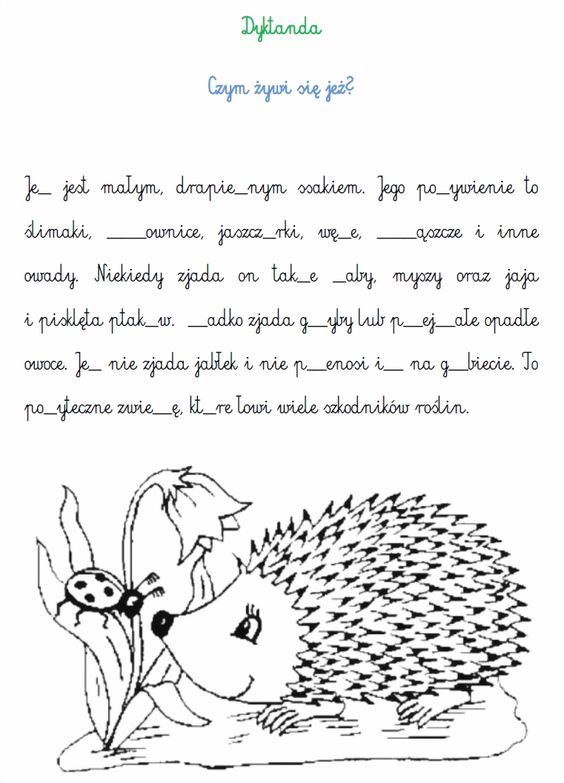 Dyktanda
Czym żywi się jeż?
Je_ jest małym, drapie_nym ssakiem. Jego po_ywienie to
ślimaki, ____ownice, jaszcz_rki, wę_e, ____ąszcze i inne
owady. Niekiedy zjada on tak_e _aby, myszy oraz jaja
i pisklęta ptak_w. __adko zjada g__yby lub p__ej__ałe opadłe
owoce. Je_ nie zjada jabłek i nie p__enosi i__ na g__biecie. To
po_yteczne zwie__ę, kt_re łowi wiele szkodników roślin.